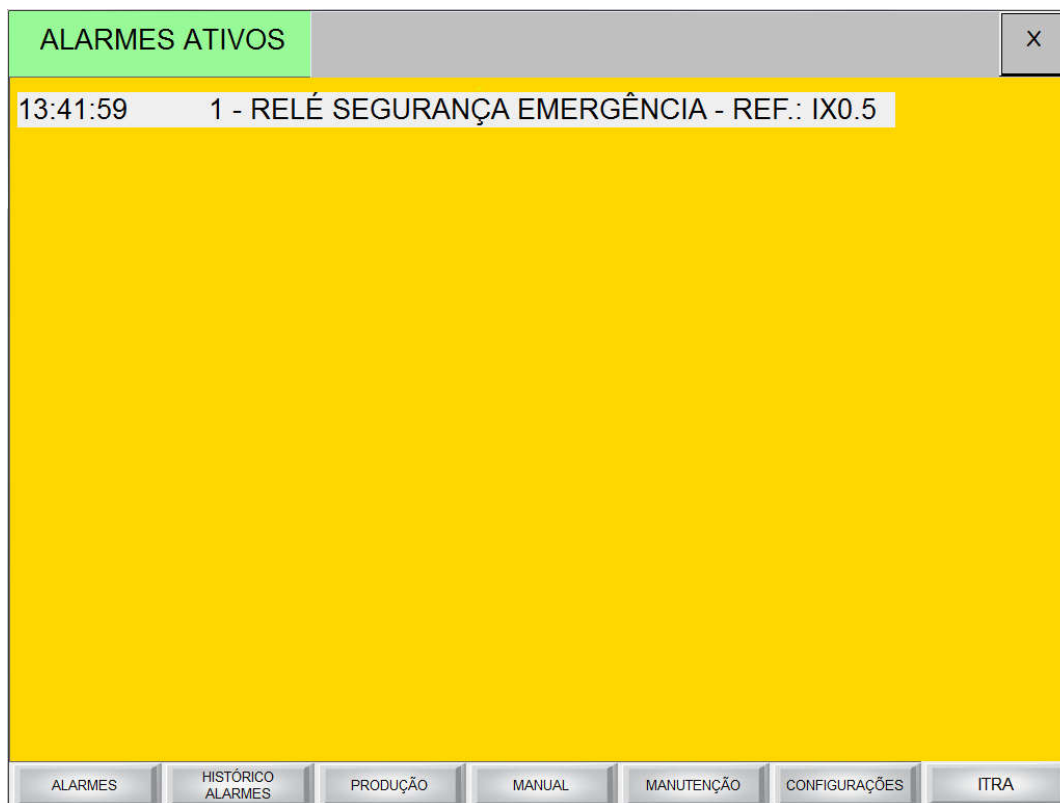 ALARMES ATIVOS
X
13:41:59 1 - RELÉ SEGURANÇA EMERGÊNCIA - REF.: IX0.5
ALARMES
HISTÓRICO
ALARMES
PRODUÇÃO
MANUAL
MANUTENÇÃO
CONFIGURAÇÕES
ITRA